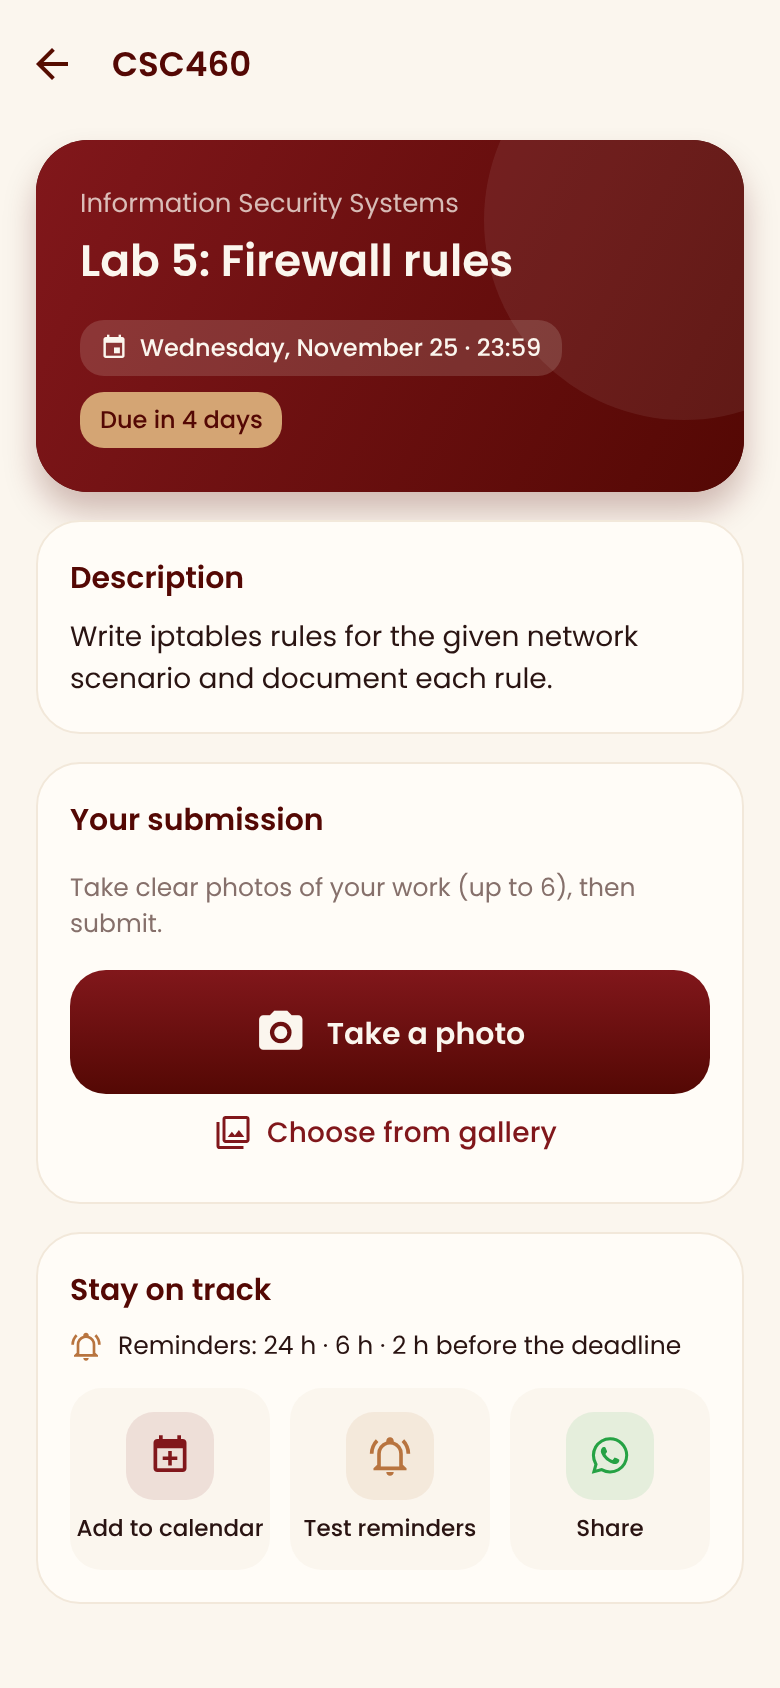 CSC460
Information Security Systems
Lab 5: Firewall rules
Wednesday, November 25 · 23:59
Due in 4 days
Description
Write iptables rules for the given network
scenario and document each rule.
Your submission
Take clear photos of your work (up to 6), then
submit.
Take a photo
Choose from gallery
Stay on track
Reminders: 24 h · 6 h · 2 h before the deadline
Add to calendar
Test reminders
Share